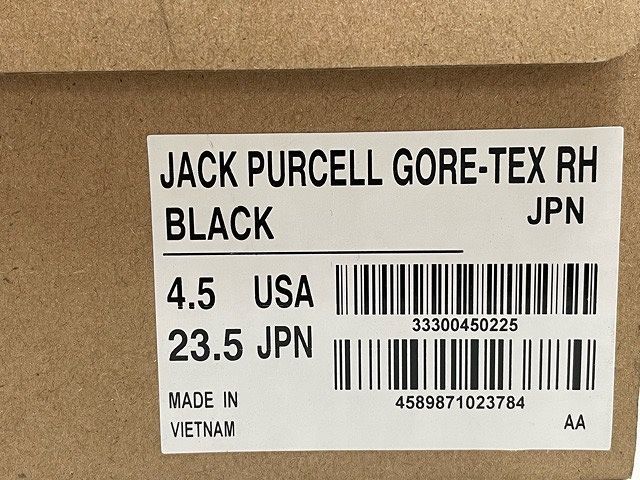 JACK PURCELL GORE-TEX RH
BLACK JPN
4.5 USA
33300450225
23.5 JPN
4589871023784
MADE IN
VIETNAM
AA